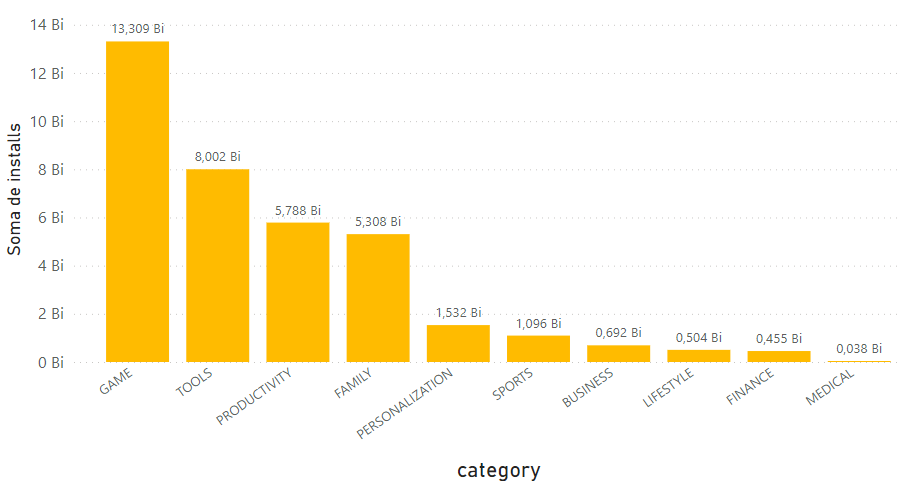 14 Bi
12 Bi
10 Bi
8 Bi
6 Bi
4 Bi
2 Bi
0 Bi
Soma de installs
13,309 Bi
8,002 Bi
5,788 Bi
5,308 Bi
1,532 Bi
1,096 Bi
0,692 Bi
0,504 Bi
0,455 Bi
0,038 Bi
GAME
TOOLS
PRODUCTIVITY
FAMILY
PERSONALIZATION
SPORTS
BUSINESS
LIFESTYLE
FINANCE
MEDICAL
category